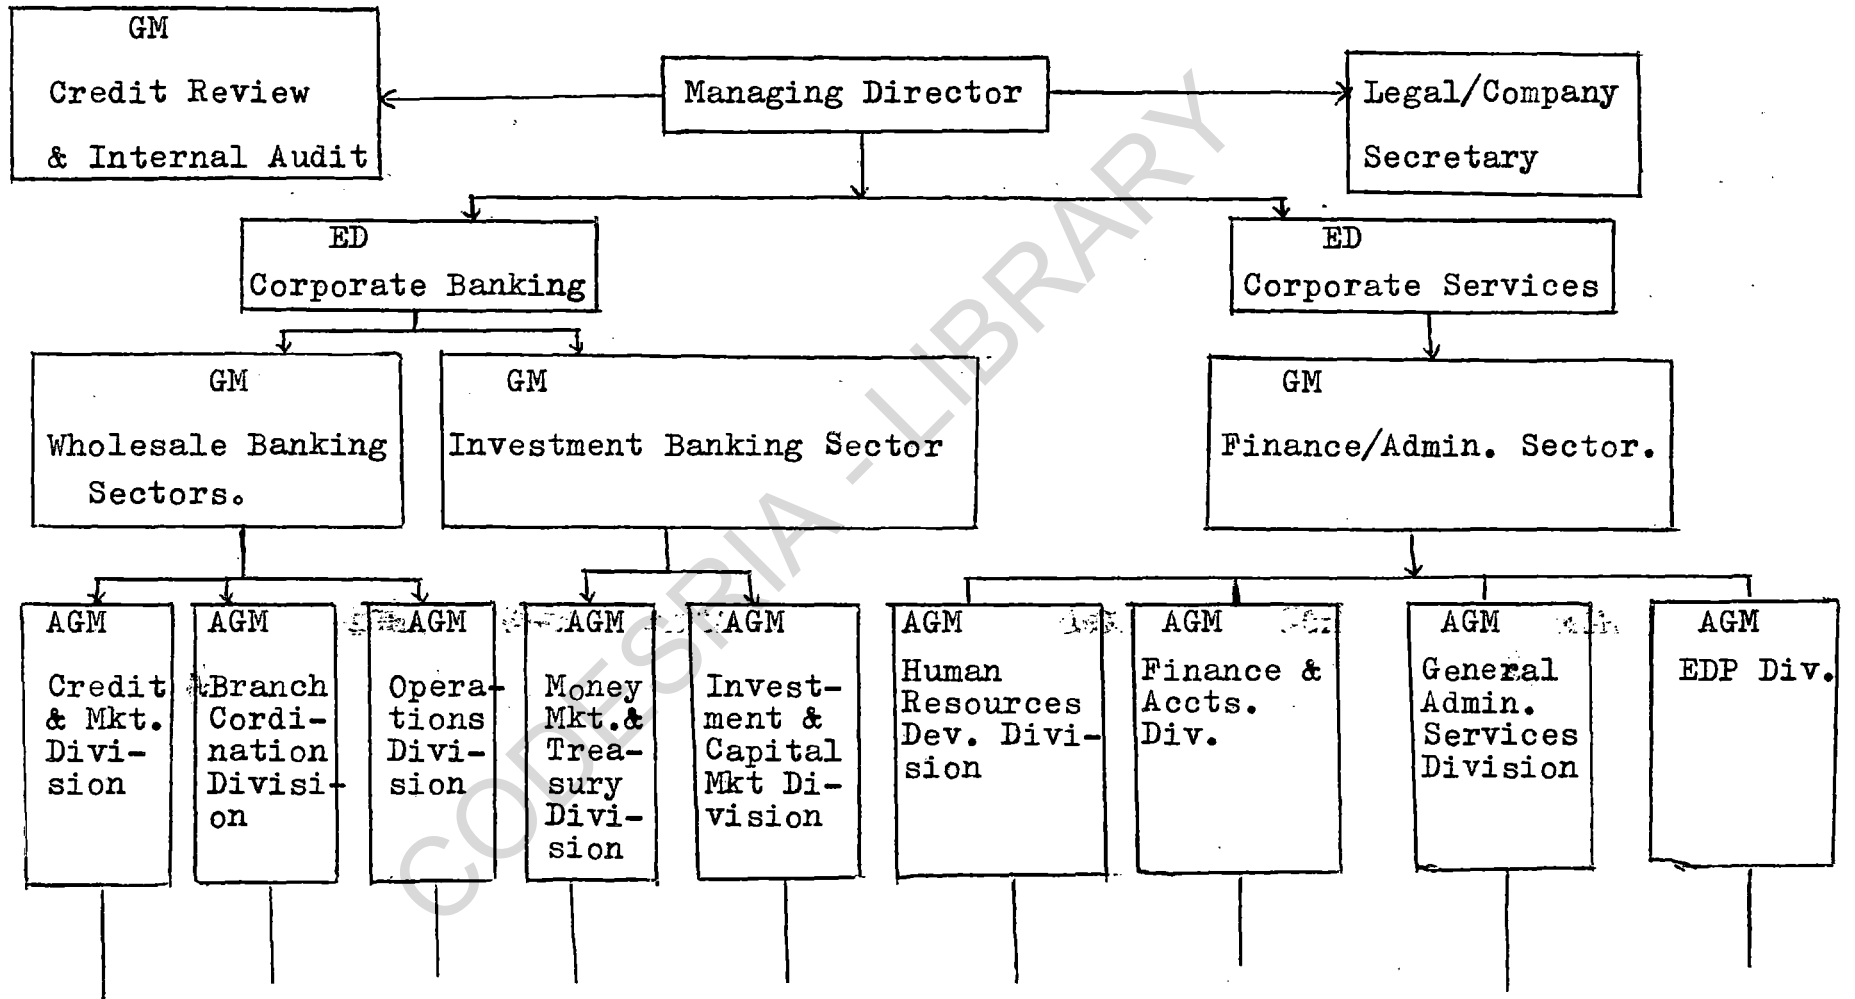 GM
Credit Review
& Internal Audit
Managing Director
Legal/Company
Secretary
ED
Corporate Banking
ED
Corporate Services
GM
Wholesale Banking
Sectors.
GM
Investment Banking Sector
GM
Finance/Admin. Sector.
AGM
Credit
& Mkt.
Divi-
sion
AGM
Branch
Cordi-
nation
Divisi-
on
AGM
Opera-
tions
Divi-
sion
AGM
Money
Mkt.&
Trea-
sury
Divi-
sion
AGM
Invest-
ment &
Capital
Mkt Di-
vision
AGM
Human
Resources
Dev. Divi-
sion
AGM
Finance &
Accts.
Div.
AGM
General
Admin.
Services
Division
AGM
EDP Div.
CODESRIA - LIBRARY